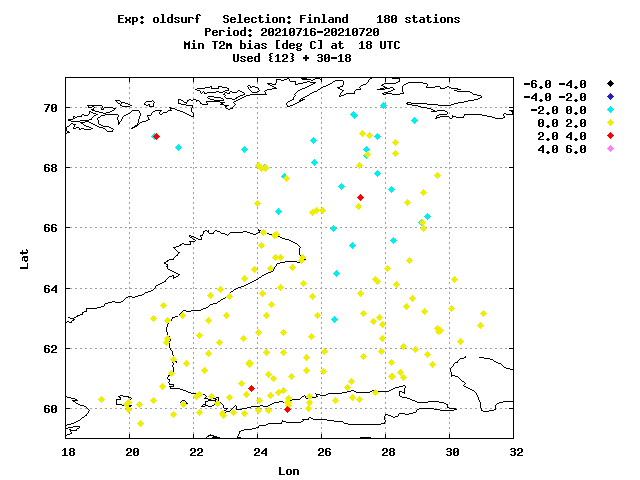 Exp: oldsurf Selection: Finland 180 stations
Period: 20210716-20210720
Min T2m bias [deg C] at 18 UTC
Used {12} + 30-18
-6.0 -4.0
-4.0 -2.0
-2.0 0.0
0.0 2.0
2.0 4.0
4.0 6.0
70
68
66
64
62
60
Lat
18 20 22 24 26 28 30 32
Lon